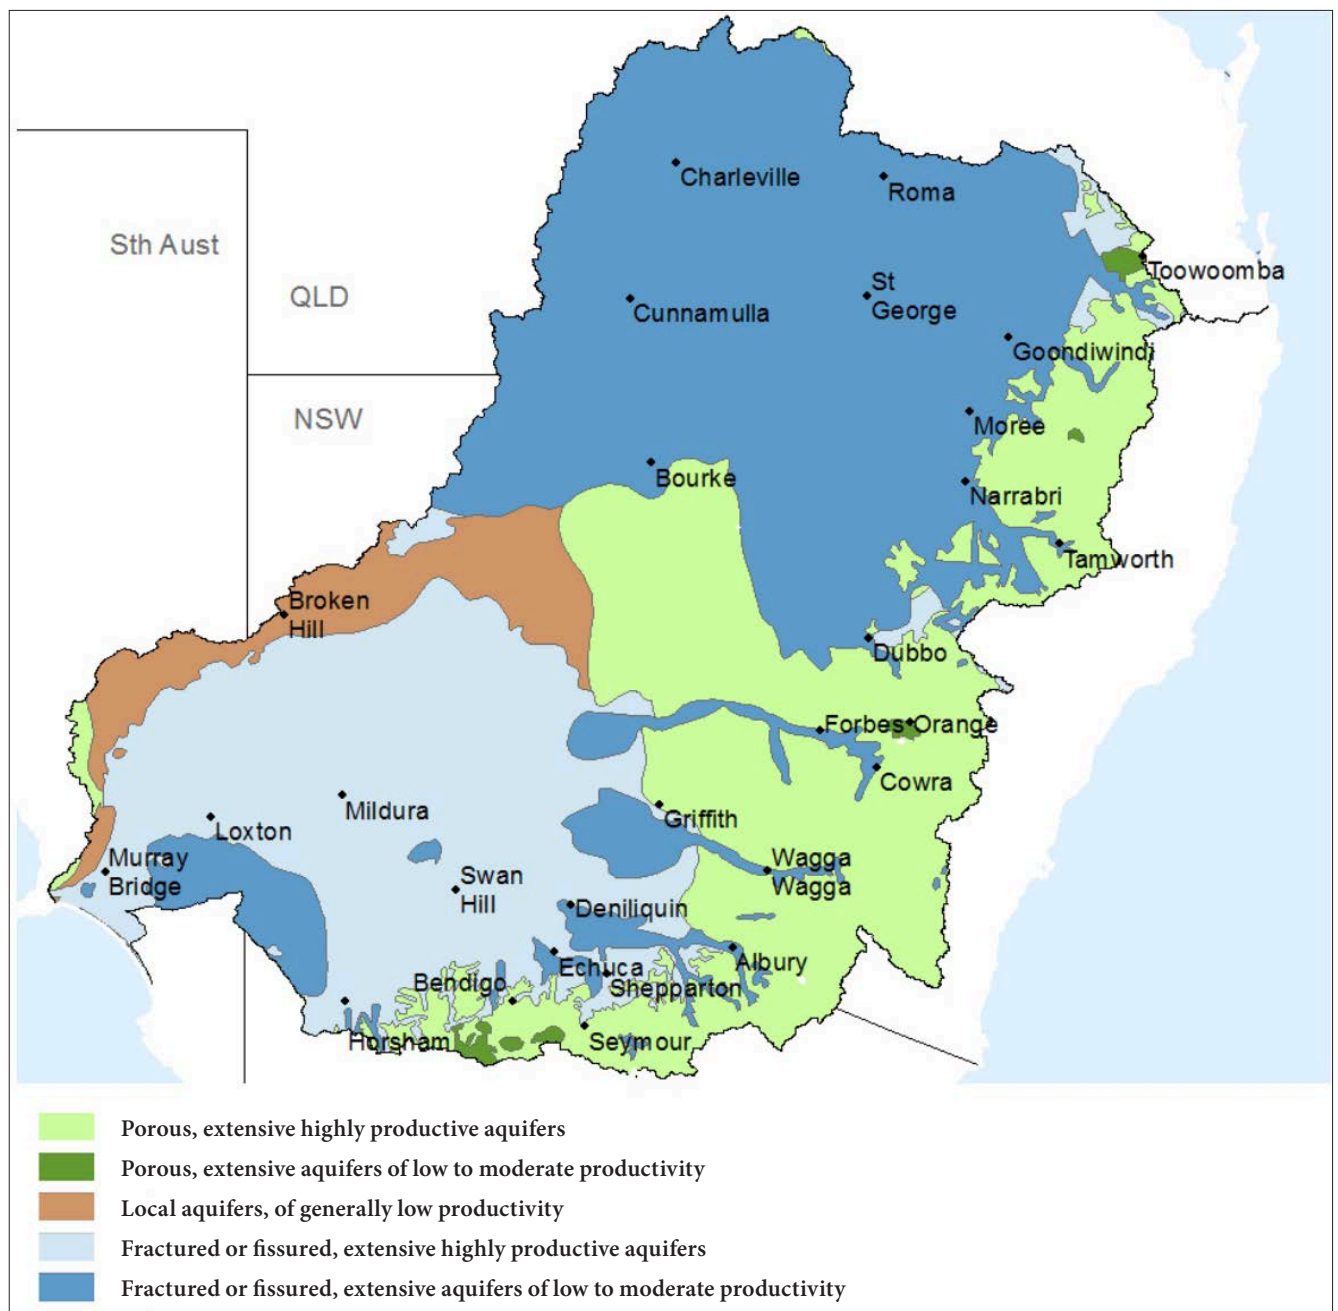 Charleville
Roma
Sth Aust
Toowoomba
QLD
St
George
Cunnamulla
Goondiwindi
NSW
Moree
Bourke
Narrabri
Tamworth
Broken
Hill
Dubbo
Forbes
Orange
Cowra
Mildura
Griffith
Loxton
Murray
Bridge
Wagga
Wagga
Swan
Hill
Deniliquin
Albury
Echuca
Bendigo
Shepparton
Horsham
Seymour
Porous, extensive highly productive aquifers
Porous, extensive aquifers of low to moderate productivity
Local aquifers, of generally low productivity
Fractured or fissured, extensive highly productive aquifers
Fractured or fissured, extensive aquifers of low to moderate productivity